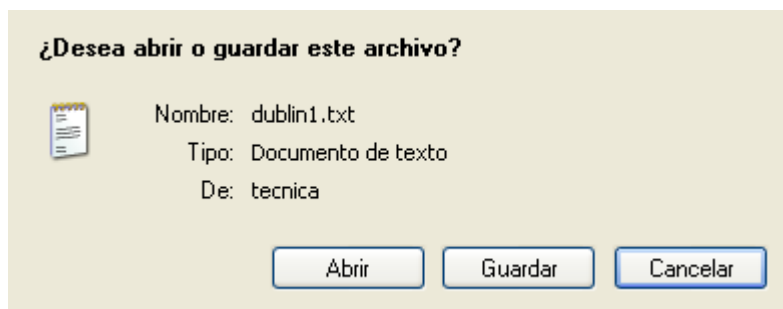 ¿Desea abrir o guardar este archivo?
Nombre: dublin1.txt
Tipo: Documento de texto
De: tecnica
Abrir Guardar Cancelar